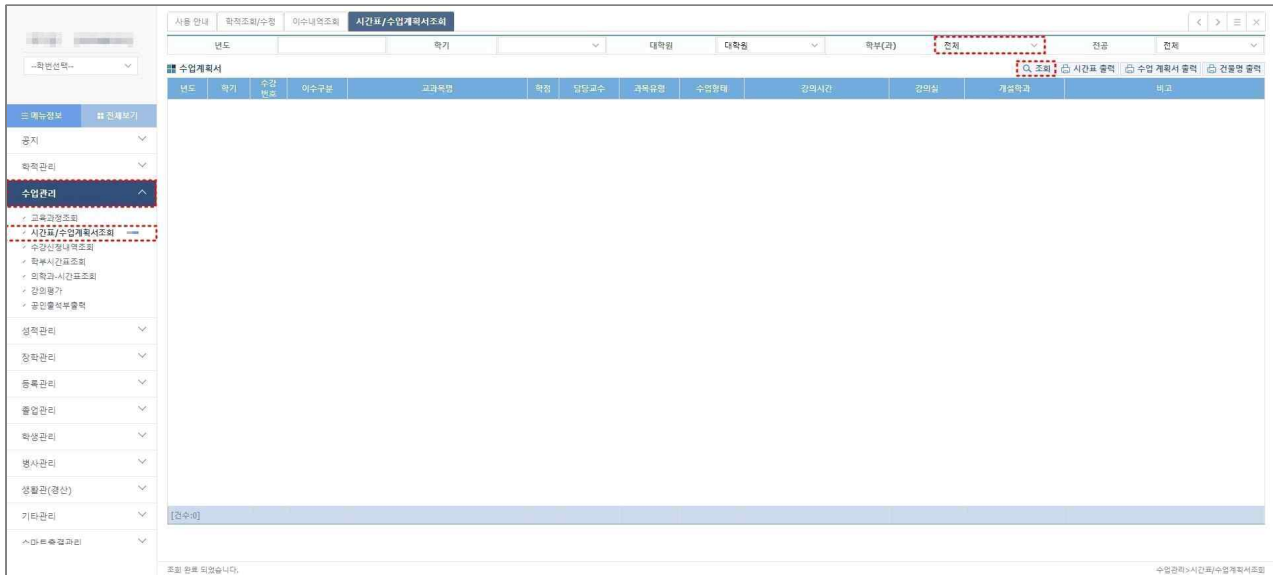 사용 안내 학적조회/수정 이수내역조회 시간표/수업계획서조회
년도 학기 대학원 대학원 학부(과) 전체 전공 전체
--학번선택--
수업계획서 조회 시간표 출력 수업 계획서 출력 건물명 출력
년도 학기 수강번호 이수구분 교과목명 학점 담당교수 과목유형 수업형태 강의시간 강의실 개설학과 비고
메뉴정보 전체보기
공지
학적관리
수업관리
교육과정조회
시간표/수업계획서조회
수강신청내역조회
학부시간표조회
의학과-시간표조회
강의평가
공인출석부출력
성적관리
장학관리
등록관리
졸업관리
학생관리
병사관리
생활관(경산)
기타관리
[건수:0]
스마트출결관리
조회 완료 되었습니다.
수업관리>시간표/수업계획서조회